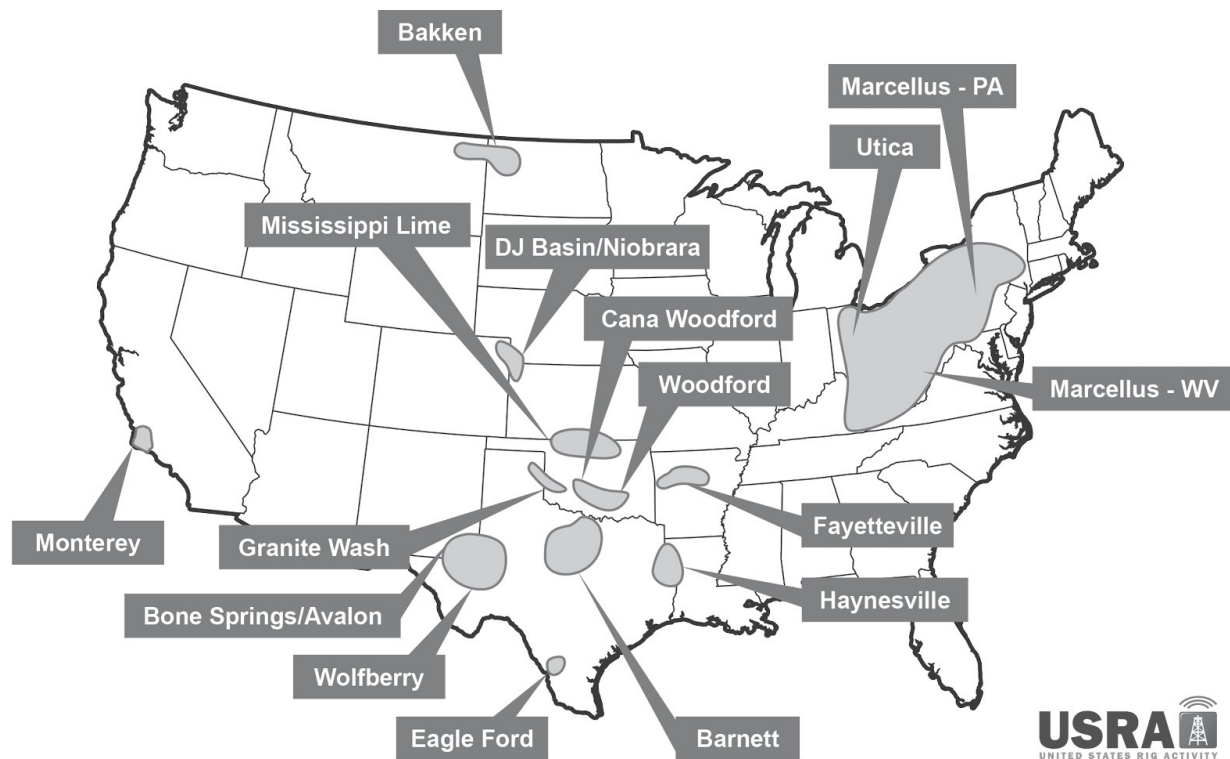 Bakken
Marcellus - PA
Utica
Mississippi Lime
DJ Basin/Niobrara
Cana Woodford
Woodford
Marcellus - WV
Monterey
Granite Wash
Fayetteville
Bone Springs/Avalon
Haynesville
Wolfberry
Eagle Ford
Barnett
USRA
UNITED STATES RIG ACTIVITY